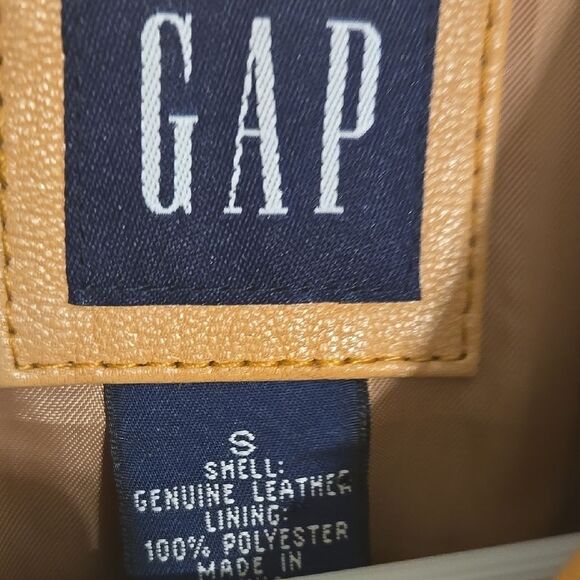 GAP
S
SHELL:
GENUINE LEATHER
LINING:
100% POLYESTER
MADE IN